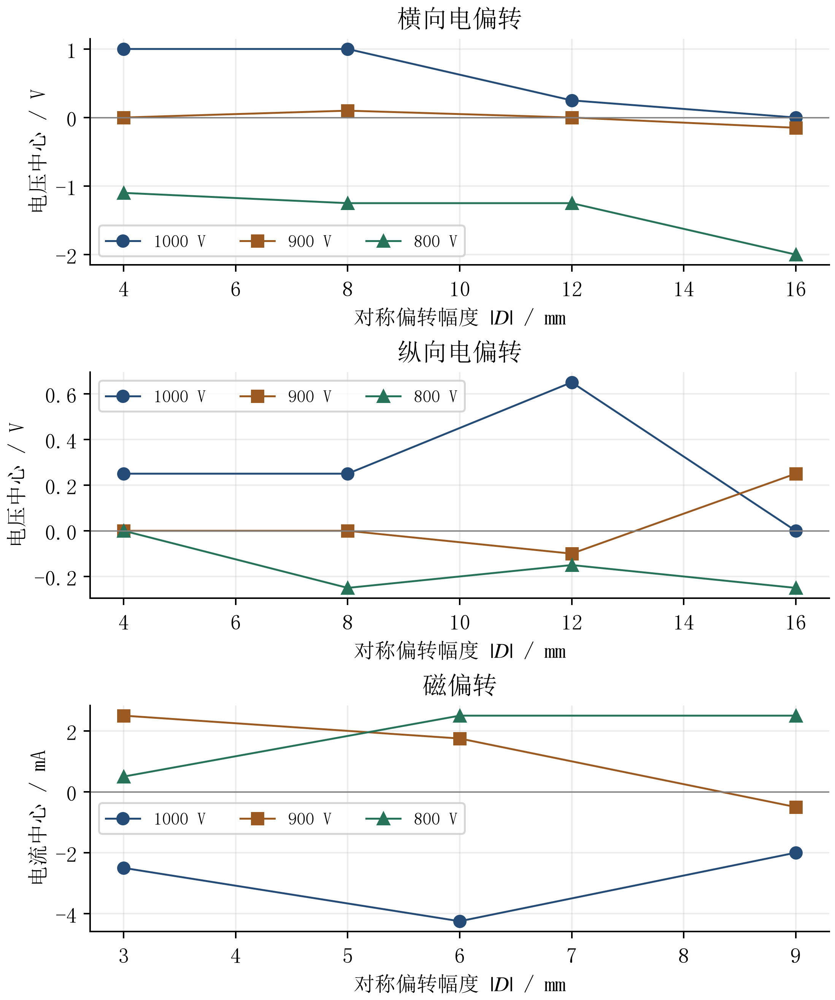 横向电偏转
电压中心 / V
1
0
−1
−2
1000 V 900 V 800 V
4 6 8 10 12 14 16
对称偏转幅度 |D| / mm
纵向电偏转
电压中心 / V
0.6
0.4
0.2
0.0
−0.2
1000 V 900 V 800 V
4 6 8 10 12 14 16
对称偏转幅度 |D| / mm
磁偏转
电流中心 / mA
2
0
−2
−4
1000 V 900 V 800 V
3 4 5 6 7 8 9
对称偏转幅度 |D| / mm